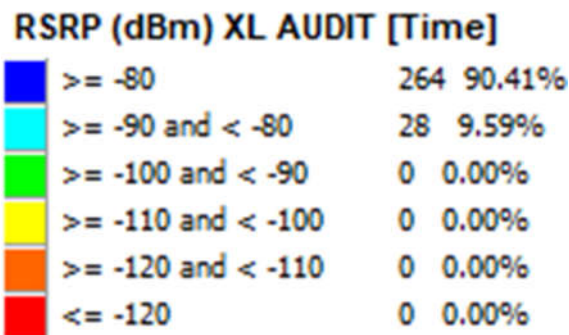 RSRP (dBm) XL AUDIT [Time]
>= -80 264 90.41%
>= -90 and < -80 28 9.59%
>= -100 and < -90 0 0.00%
>= -110 and < -100 0 0.00%
>= -120 and < -110 0 0.00%
<= -120 0 0.00%